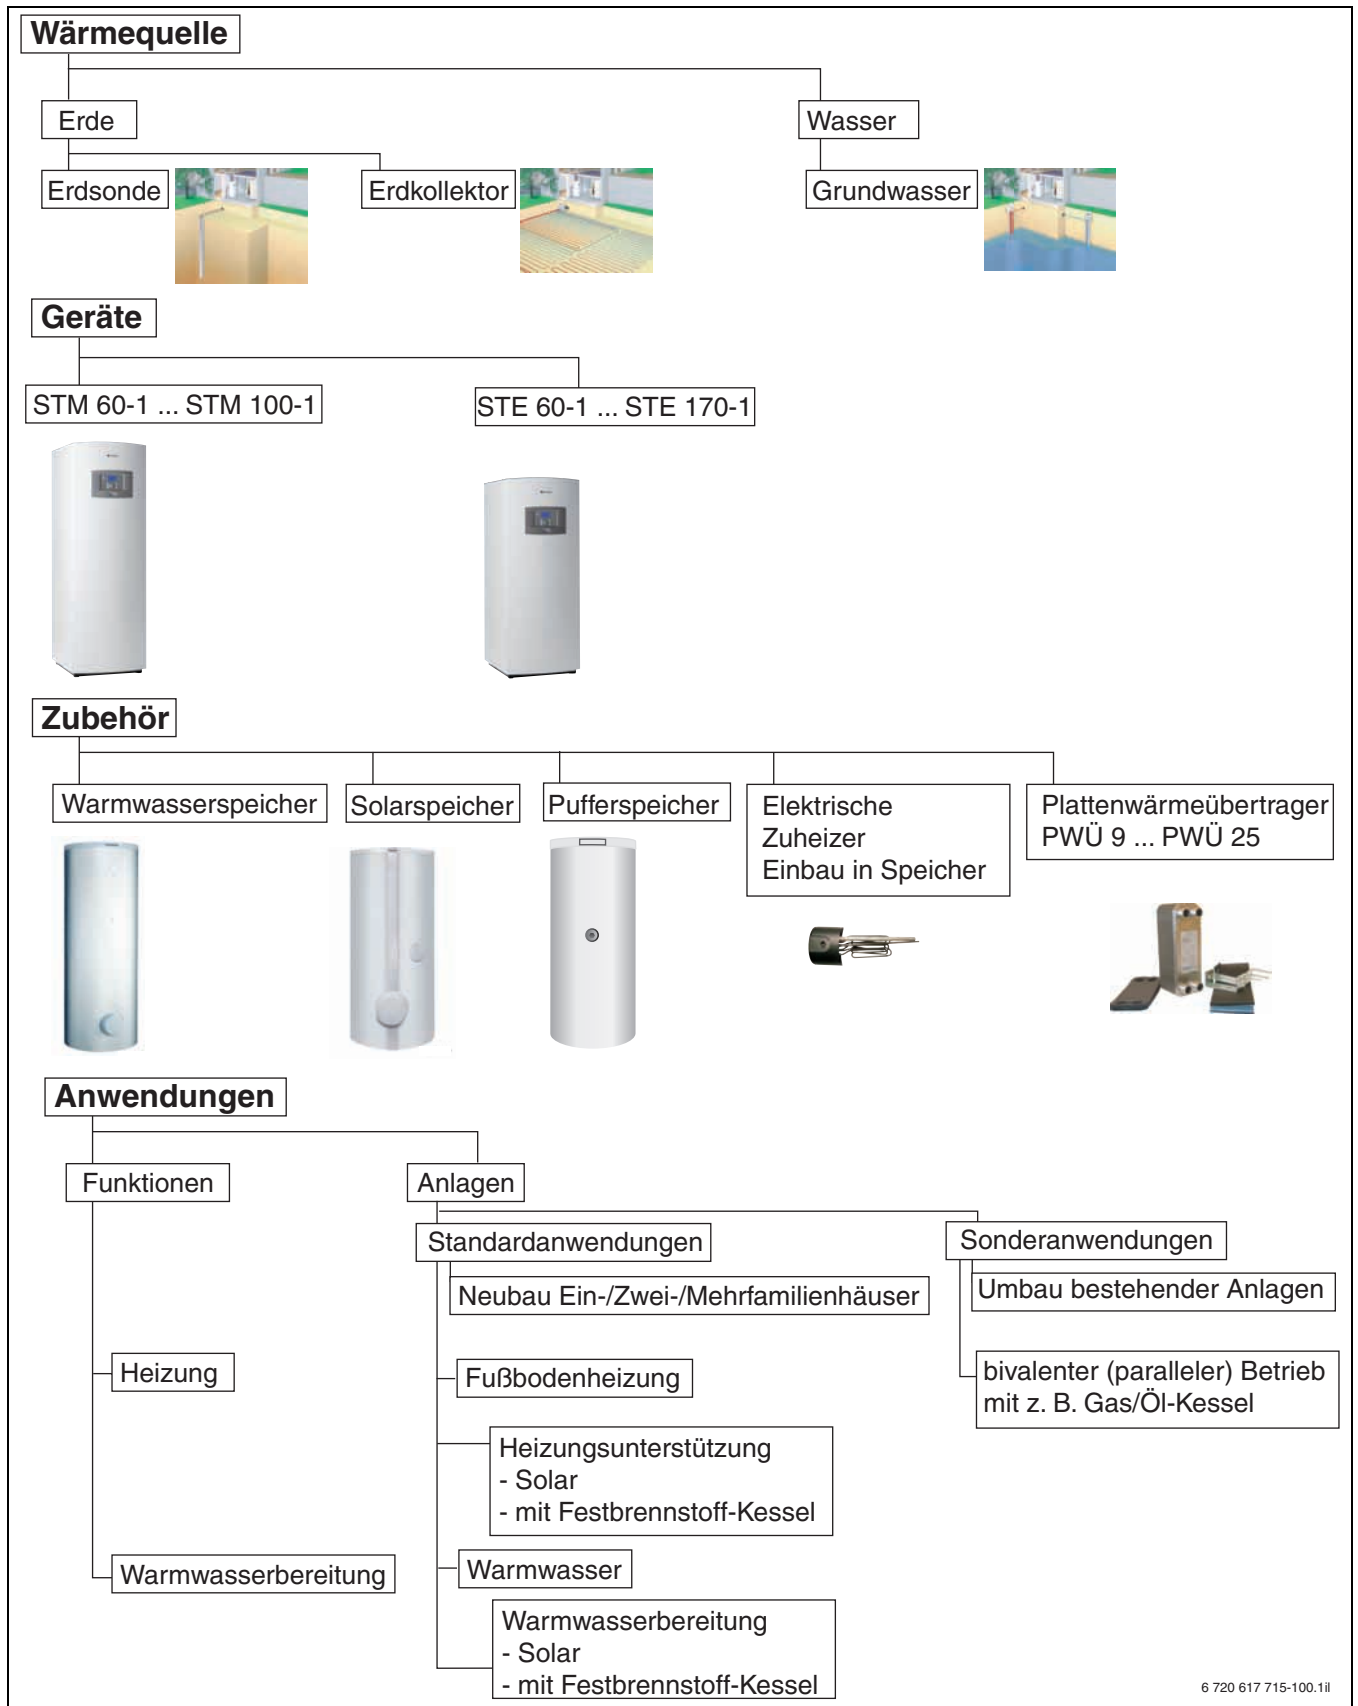 Wärmequelle
Erde
Wasser
Erdsonde
Erdkollektor
Grundwasser
Geräte
STM 60-1 ... STM 100-1
STE 60-1 ... STE 170-1
Zubehör
Warmwasserspeicher
Solarspeicher
Pufferspeicher
Elektrische
Zuheizer
Einbau in Speicher
Plattenwärmeübertrager
PWÜ 9 ... PWÜ 25
Anwendungen
Funktionen
Anlagen
Standardanwendungen
Sonderanwendungen
Neubau Ein-/Zwei-/Mehrfamilienhäuser
Umbau bestehender Anlagen
Heizung
Fußbodenheizung
bivalenter (paralleler) Betrieb
mit z. B. Gas/Öl-Kessel
Heizungsunterstützung
- Solar
- mit Festbrennstoff-Kessel
Warmwasserbereitung
Warmwasser
Warmwasserbereitung
- Solar
- mit Festbrennstoff-Kessel
6 720 617 715-100.1il